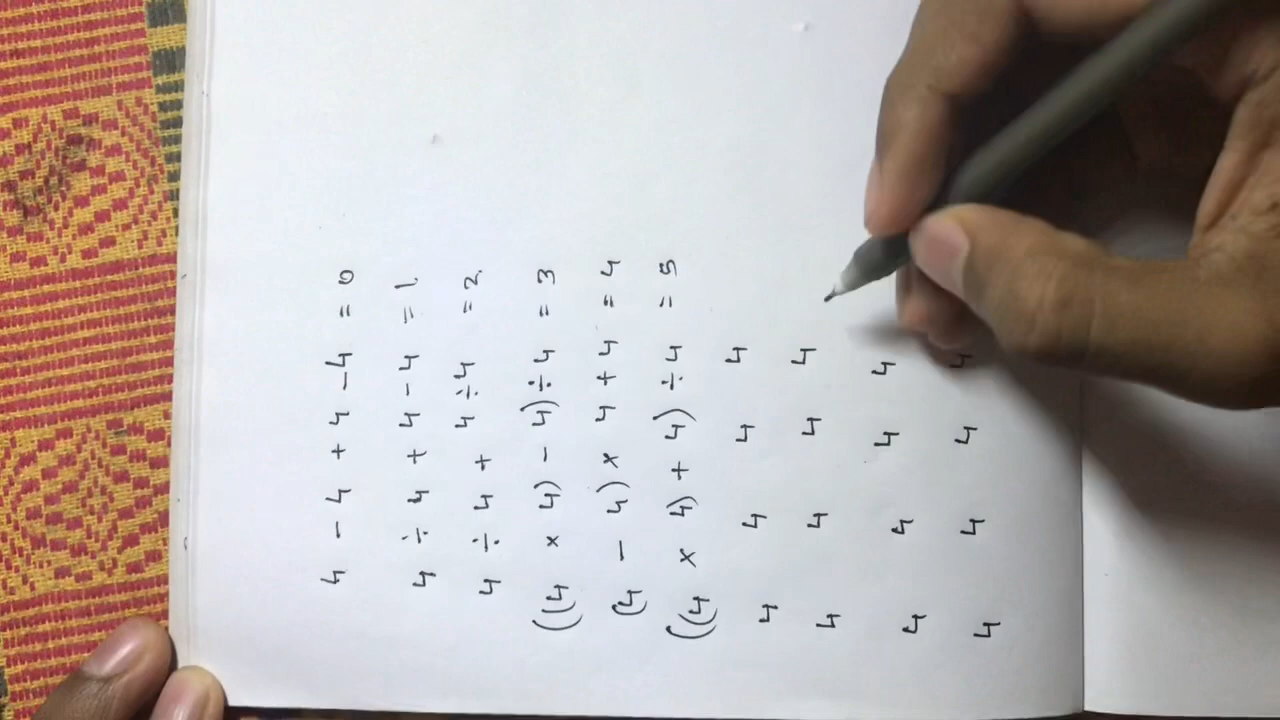 4 - 4 + 4 - 4 = 0
4 ÷ 4 + 4 - 4 = 1
4 ÷ 4 + 4 ÷ 4 = 2
((4 × 4) - 4) ÷ 4 = 3
(4 - 4) × 4 + 4 = 4
((4 × 4) + 4) ÷ 4 = 5
4 4 4 4
4 4 4 4
4 4 4 4
4 4 4 4